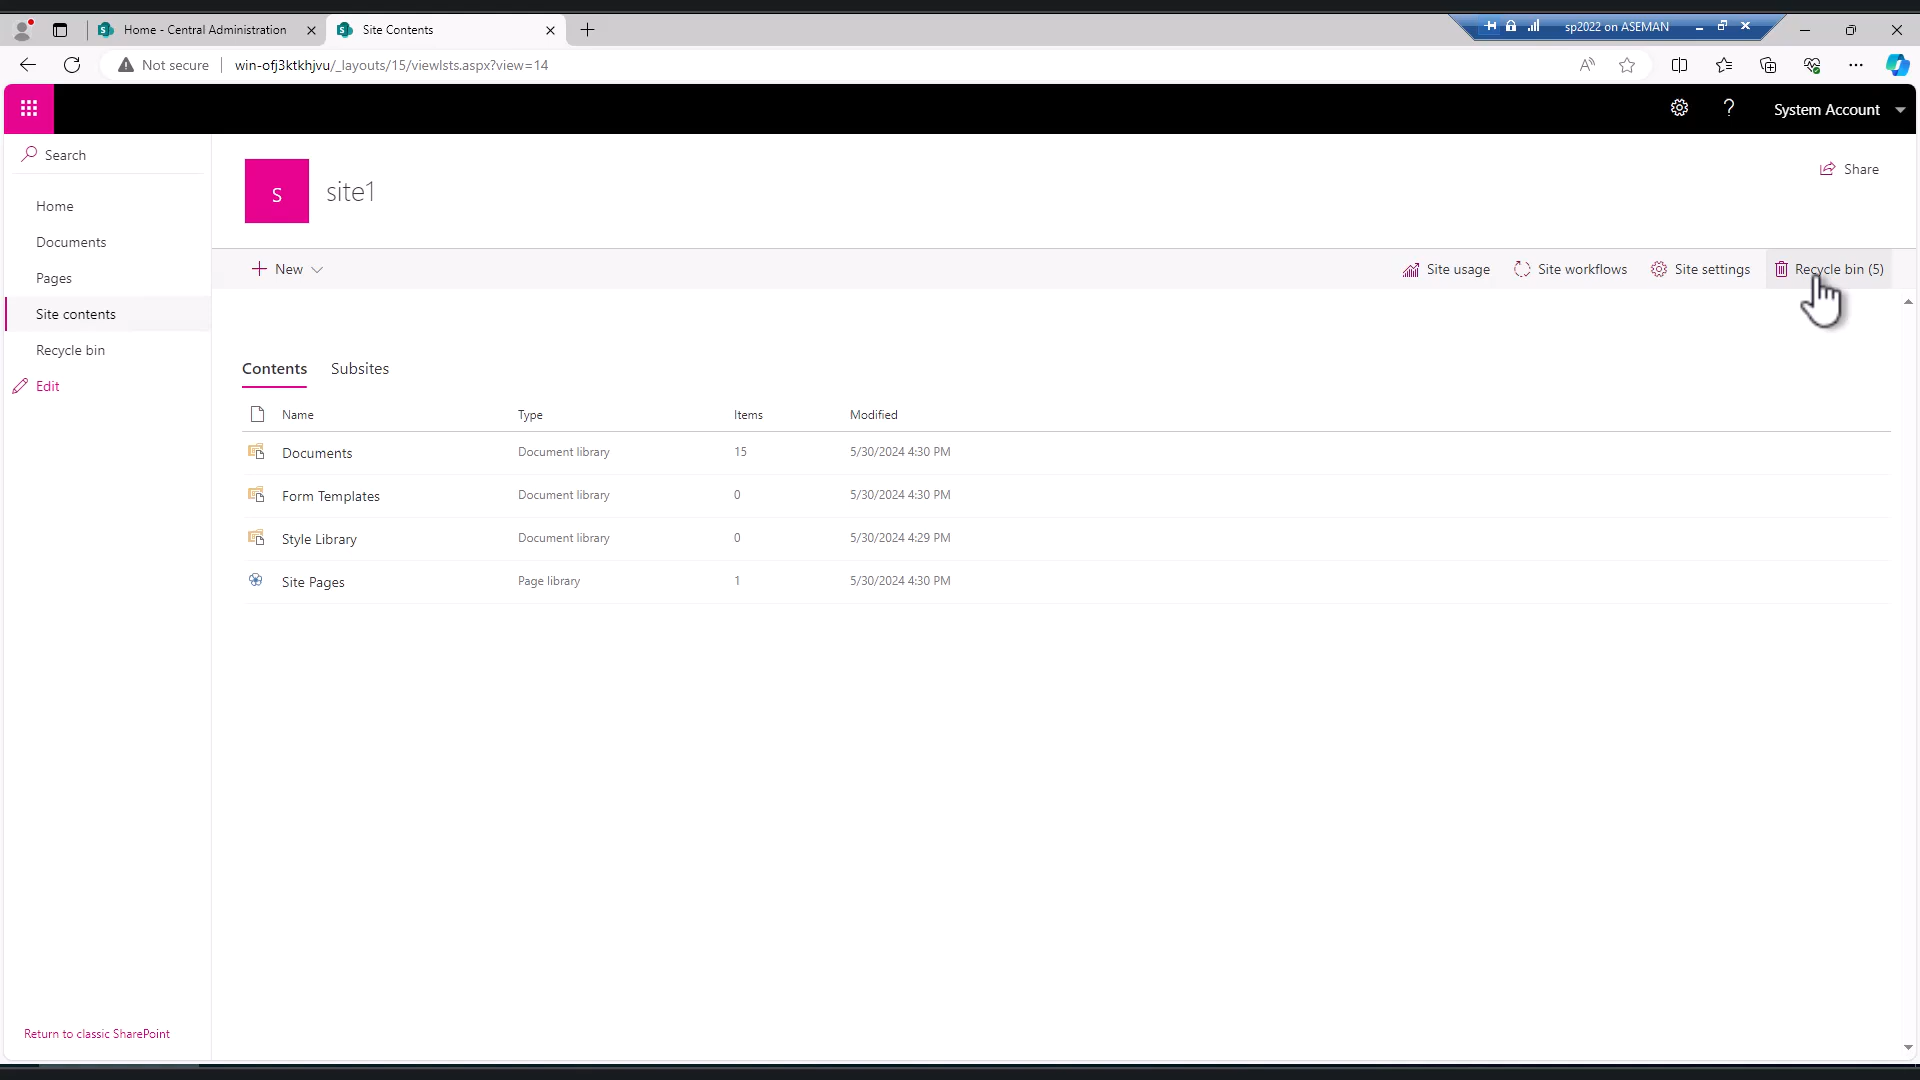 Home - Central Administration
Site Contents
sp2022 on ASEMAN
Not secure
win-ofj3ktkhjvu/_layouts/15/viewlsts.aspx?view=14
System Account
Search
Home
Documents
Pages
Site contents
Recycle bin
Edit
Return to classic SharePoint
S
site1
Share
New
Site usage
Site workflows
Site settings
Recycle bin (5)
Contents Subsites
Name Type Items Modified
Documents Document library 15 5/30/2024 4:30 PM
Form Templates Document library 0 5/30/2024 4:30 PM
Style Library Document library 0 5/30/2024 4:29 PM
Site Pages Page library 1 5/30/2024 4:30 PM